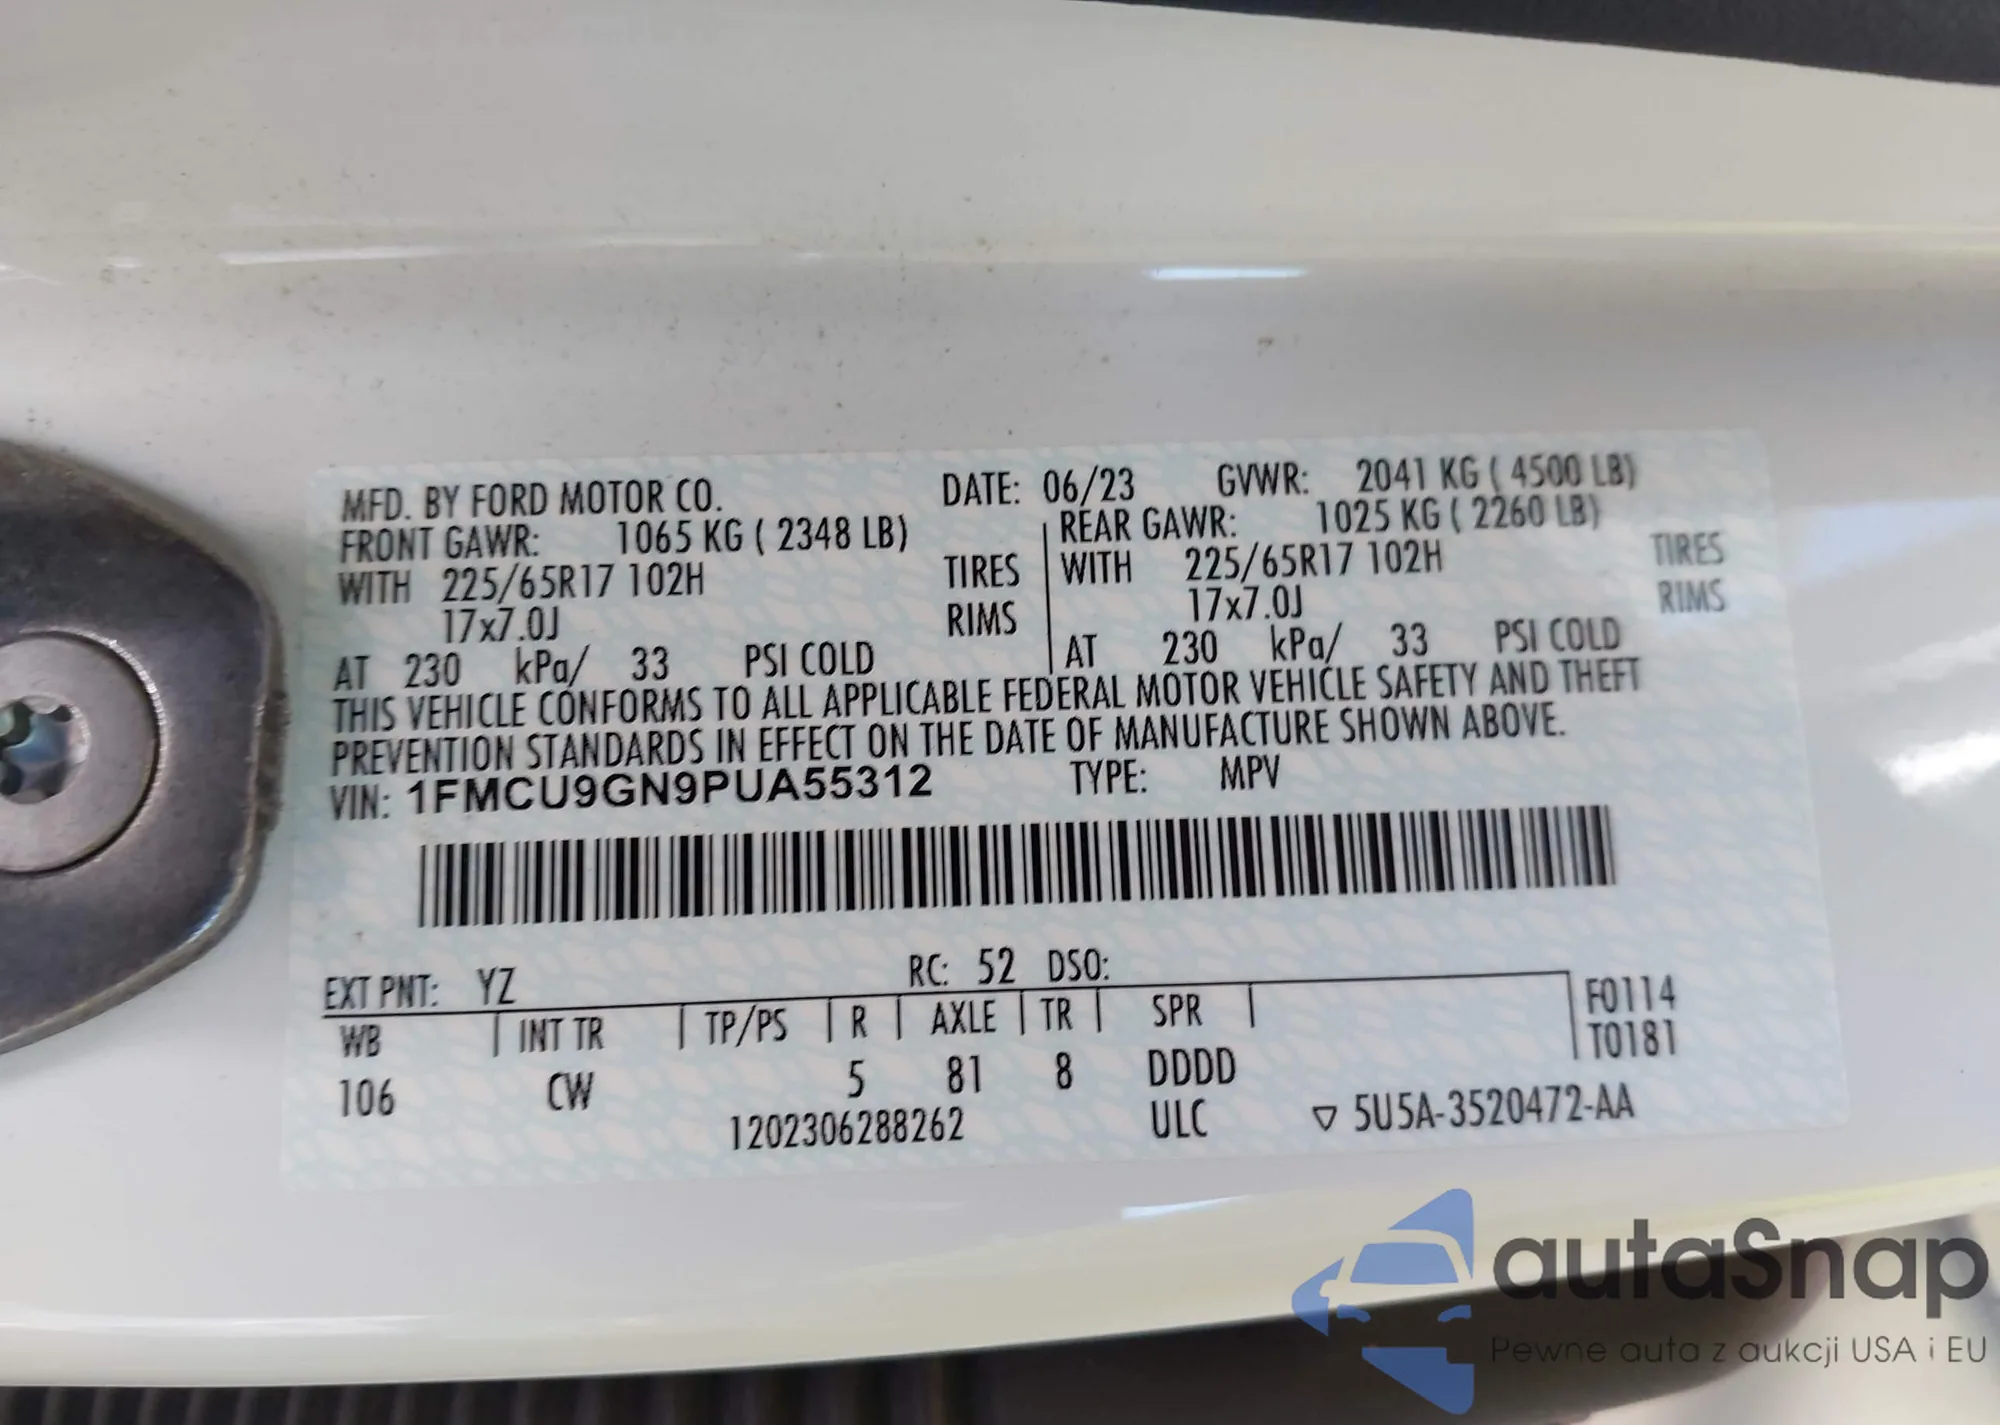 MFD. BY FORD MOTOR CO. DATE: 06/23 GVWR: 2041 KG ( 4500 LB)
FRONT GAWR: 1065 KG ( 2348 LB) REAR GAWR: 1025 KG ( 2260 LB)
WITH 225/65R17 102H TIRES WITH 225/65R17 102H TIRES
17x7.0J RIMS 17x7.0J RIMS
AT 230 kPa/ 33 PSI COLD AT 230 kPa/ 33 PSI COLD
THIS VEHICLE CONFORMS TO ALL APPLICABLE FEDERAL MOTOR VEHICLE SAFETY AND THEFT
PREVENTION STANDARDS IN EFFECT ON THE DATE OF MANUFACTURE SHOWN ABOVE.
VIN: 1FMCU9GN9PUA55312 TYPE: MPV
EXT PNT: YZ RC: 52 DSO:
WB INT TR TP/PS R AXLE TR SPR F0114
T0181
106 CW 5 81 8 DDDD
1202306288262 ULC ▽ 5U5A-3520472-AA
autaSnap
Pewne auta z aukcji USA i EU